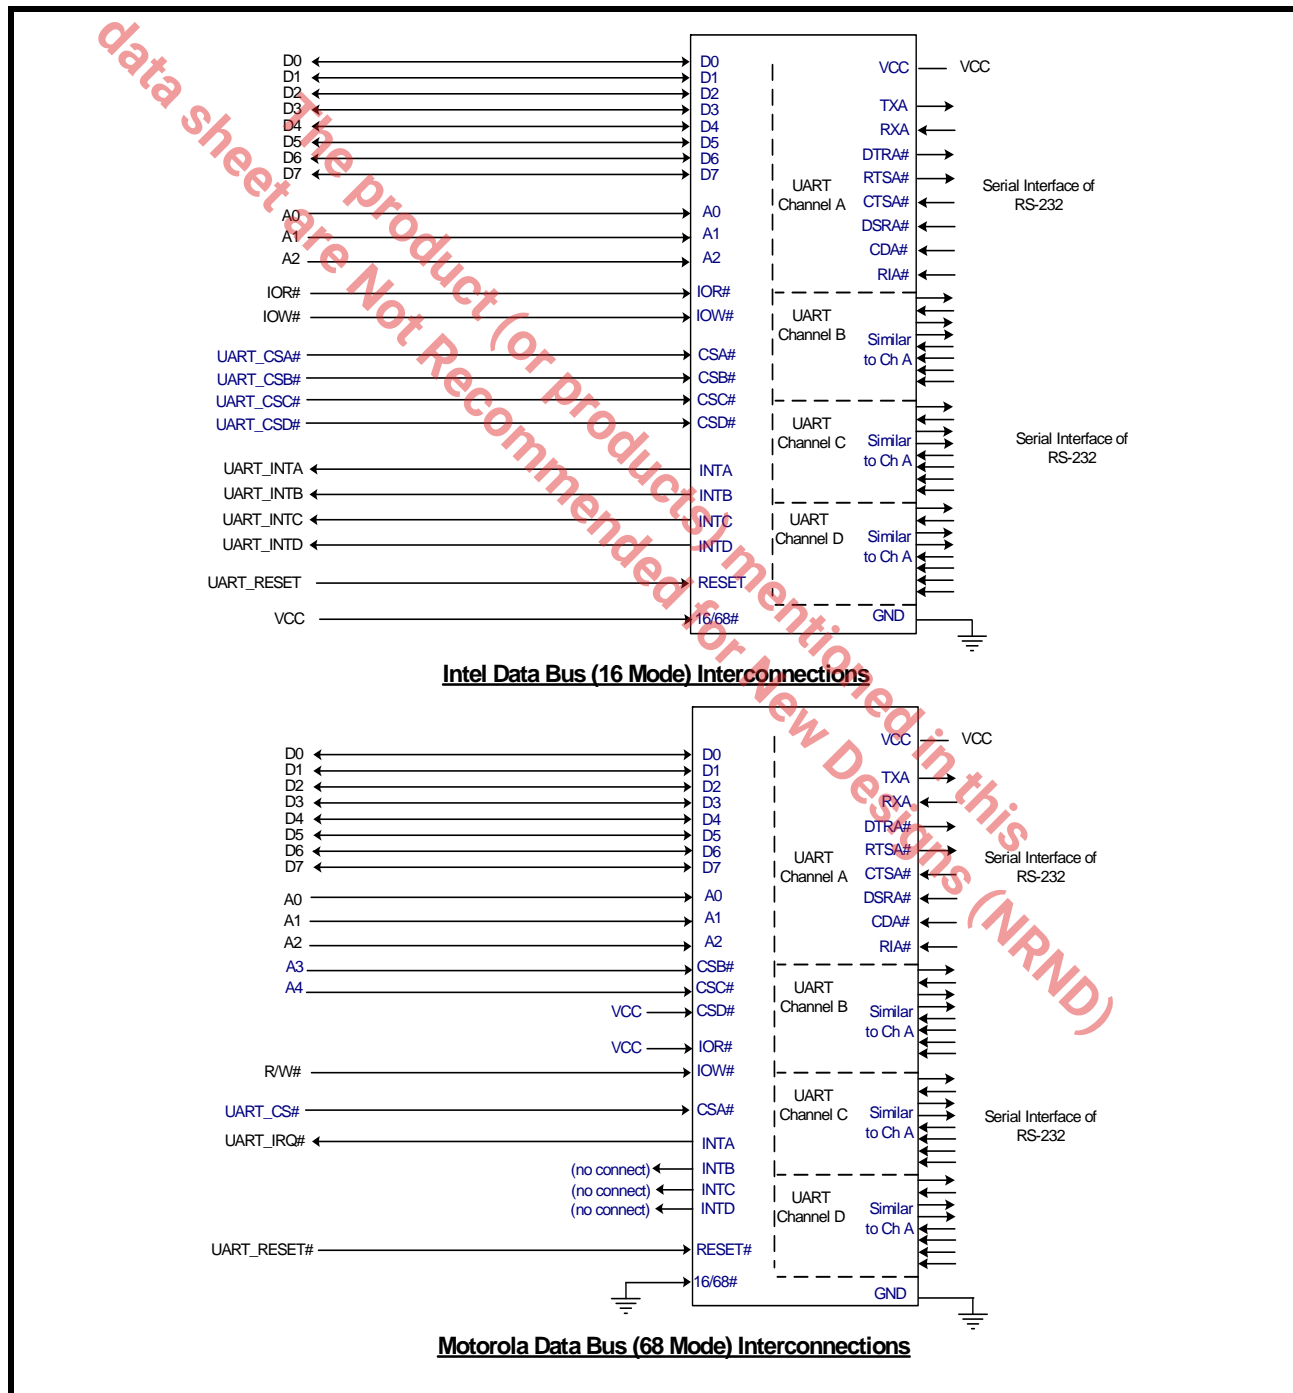 D0
D1
D2
D3
D4
D5
D6
D7
A0
A1
A2
IOR#
IOW#
UART_CSA#
UART_CSB#
UART_CSC#
UART_CSD#
UART_INTA
UART_INTB
UART_INTC
UART_INTD
UART_RESET
VCC
D0
D1
D2
D3
D4
D5
D6
D7
A0
A1
A2
IOR#
IOW#
CSA#
CSB#
CSC#
CSD#
INTA
INTB
INTC
INTD
RESET
16/68#
UART
Channel A
UART
Channel B
UART
Channel C
UART
Channel D
VCC
TXA
RXA
DTRA#
RTSA#
CTSA#
DSRA#
CDA#
RIA#
Similar
to Ch A
Similar
to Ch A
Similar
to Ch A
GND
VCC
Serial Interface of
RS-232
Serial Interface of
RS-232
Intel Data Bus (16 Mode) Interconnections
D0
D1
D2
D3
D4
D5
D6
D7
A0
A1
A2
A3
A4
VCC
VCC
R/W#
UART_CS#
UART_IRQ#
(no connect)
(no connect)
(no connect)
UART_RESET#
D0
D1
D2
D3
D4
D5
D6
D7
A0
A1
A2
CSB#
CSC#
CSD#
IOR#
IOW#
CSA#
INTA
INTB
INTC
INTD
RESET#
16/68#
UART
Channel A
UART
Channel B
UART
Channel C
UART
Channel D
VCC
TXA
RXA
DTRA#
RTSA#
CTSA#
DSRA#
CDA#
RIA#
Similar
to Ch A
Similar
to Ch A
Similar
to Ch A
GND
VCC
Serial Interface of
RS-232
Serial Interface of
RS-232
Motorola Data Bus (68 Mode) Interconnections
The product (or products) mentioned in this
data sheet are Not Recommended for New Designs (NRND)